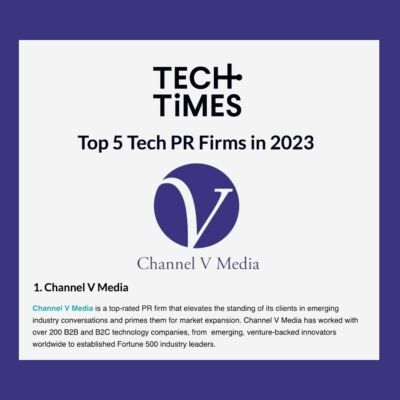 TECH
TiMES
Top 5 Tech PR Firms in 2023
V
Channel V Media
1. Channel V Media
Channel V Media is a top-rated PR firm that elevates the standing of its clients in emerging
industry conversations and primes them for market expansion. Channel V Media has worked with
over 200 B2B and B2C technology companies, from emerging, venture-backed innovators
worldwide to established Fortune 500 industry leaders.